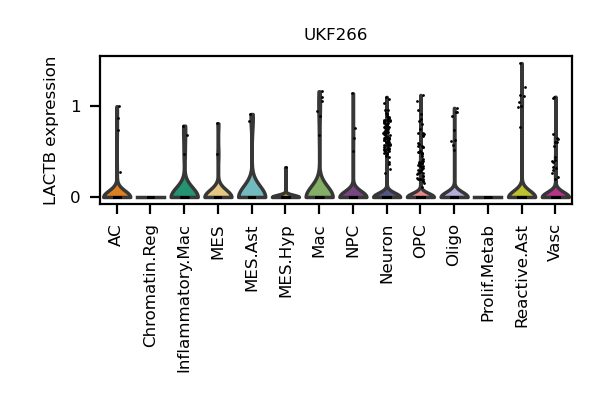 UKF266
LACTB expression
1
0
AC
Chromatin.Reg
Inflammatory.Mac
MES
MES.Ast
MES.Hyp
Mac
NPC
Neuron
OPC
Oligo
Prolif.Metab
Reactive.Ast
Vasc